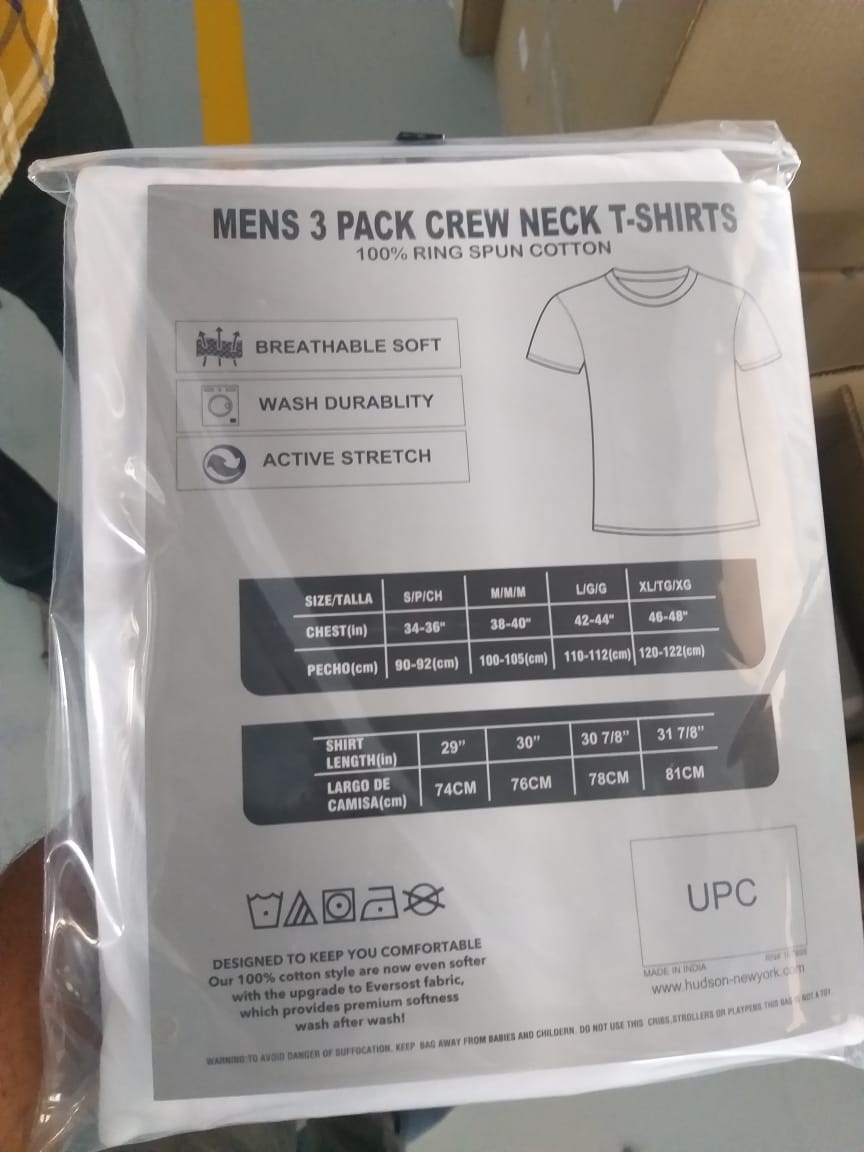 MENS 3 PACK CREW NECK T-SHIRTS
100% RING SPUN COTTON
BREATHABLE SOFT
WASH DURABLITY
ACTIVE STRETCH
SIZE/TALLA S/P/CH M/M/M L/G/G XL/TG/XG
CHEST(in) 34-36" 38-40" 42-44" 46-48"
PECHO(cm) 90-92(cm) 100-105(cm) 110-112(cm) 120-122(cm)
SHIRT
LENGTH(in) 29" 30" 30 7/8" 31 7/8"
LARGO DE
CAMISA(cm) 74CM 76CM 78CM 81CM
UPC
MADE IN INDIA RN#
www.hudson-newyork.com
DESIGNED TO KEEP YOU COMFORTABLE
Our 100% cotton style are now even softer
with the upgrade to Eversost fabric,
which provides premium softness
wash after wash!
WARNING:TO AVOID DANGER OF SUFFOCATION, KEEP BAG AWAY FROM BABIES AND CHILDERN. DO NOT USE THIS CRIBS,STROLLERS OR PLAYPENS.THIS BAG IS NOT A TOY